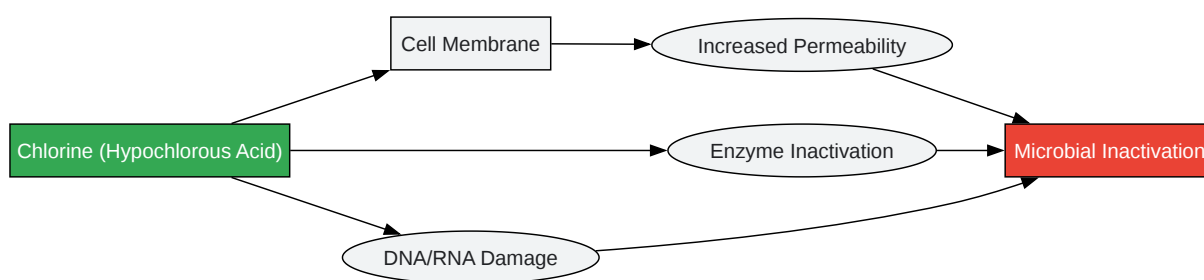 Cell Membrane
Increased Permeability
Chlorine (Hypochlorous Acid)
Enzyme Inactivation
Microbial Inactivation
DNA/RNA Damage